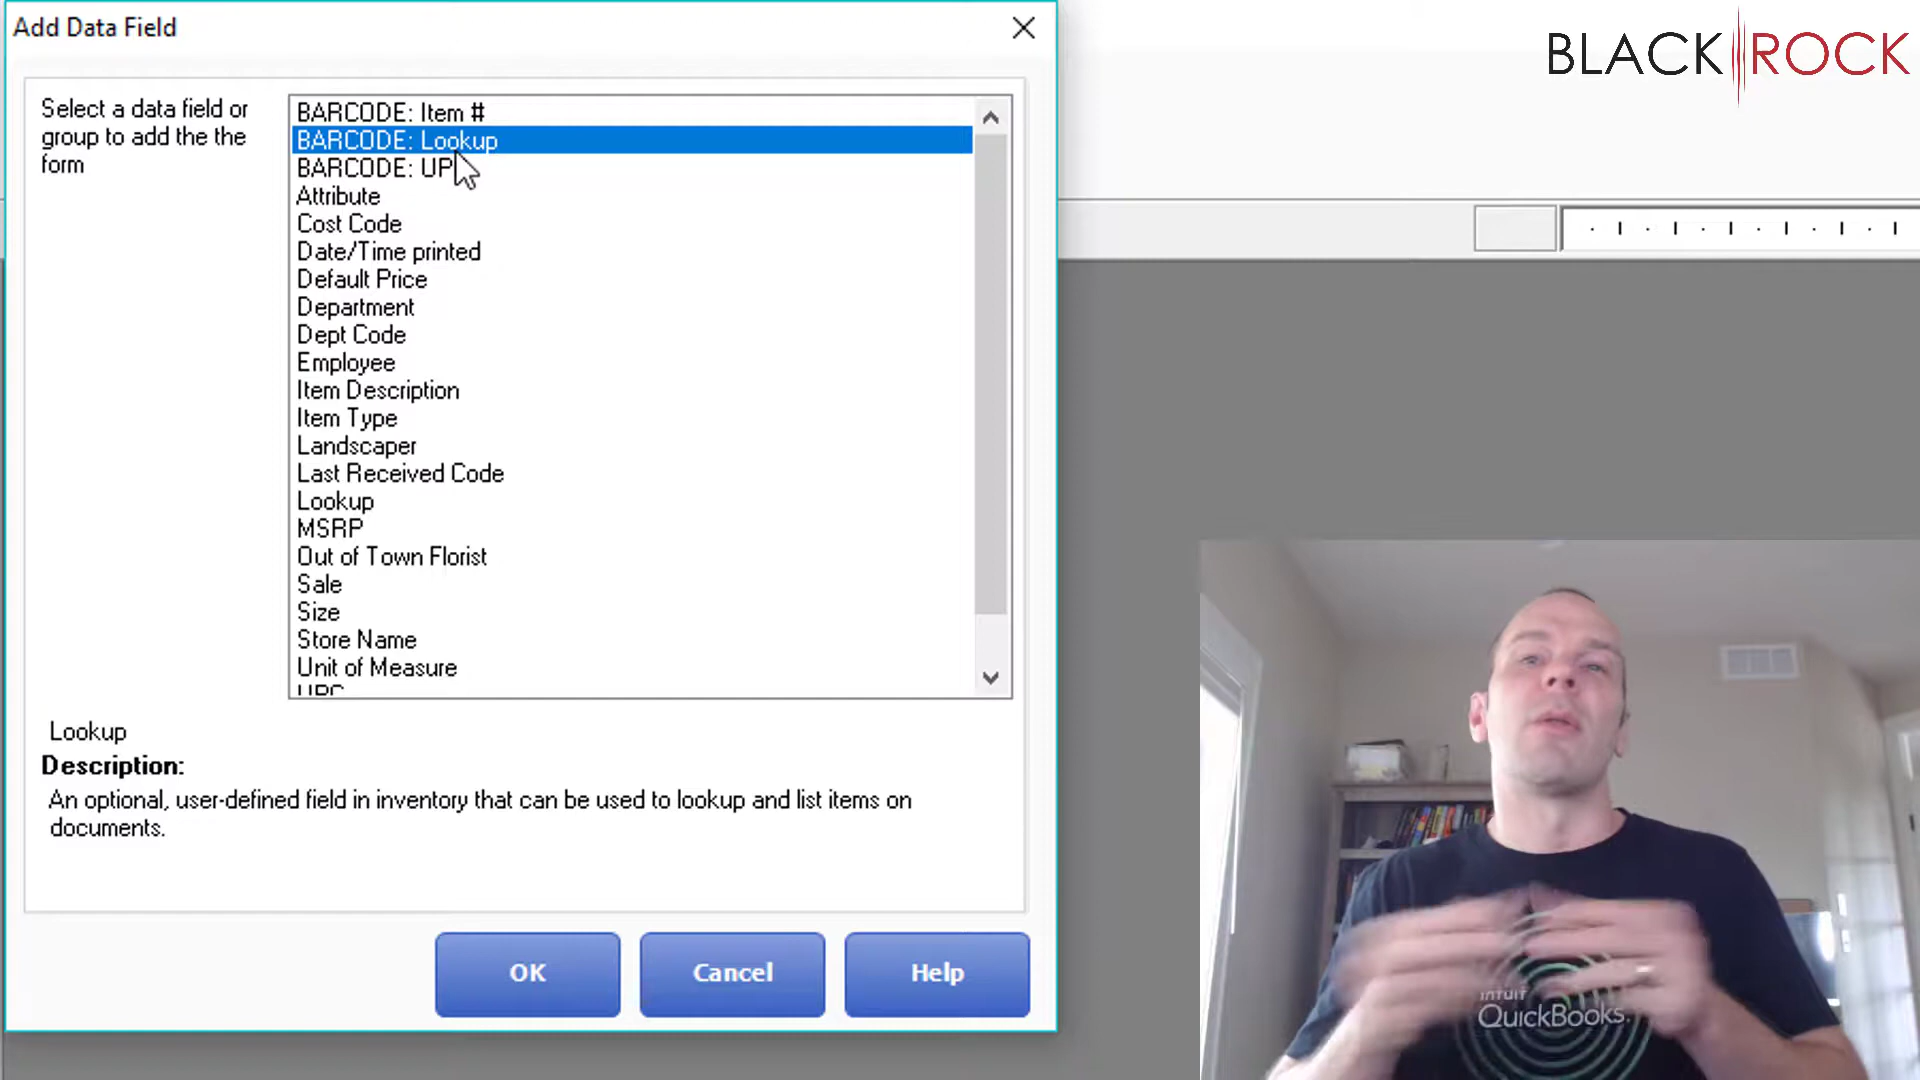 Add Data Field
BLACK ROCK
Select a data field or
group to add the the
form
BARCODE: Item #
BARCODE: Lookup
BARCODE:
Attribute
Cost Code
Date/Time printed
Default Price
Department
Dept Code
Employee
Item Description
Item Type
Landscaper
Last Received Code
Lookup
MSRP
Out of Town Florist
Sale
Size
Store Name
Unit of Measure
UPC
Lookup
Description:
An optional, user-defined field in inventory that can be used to lookup and list items on
documents.
OK
Cancel
Help
intuit
QuickBooks.